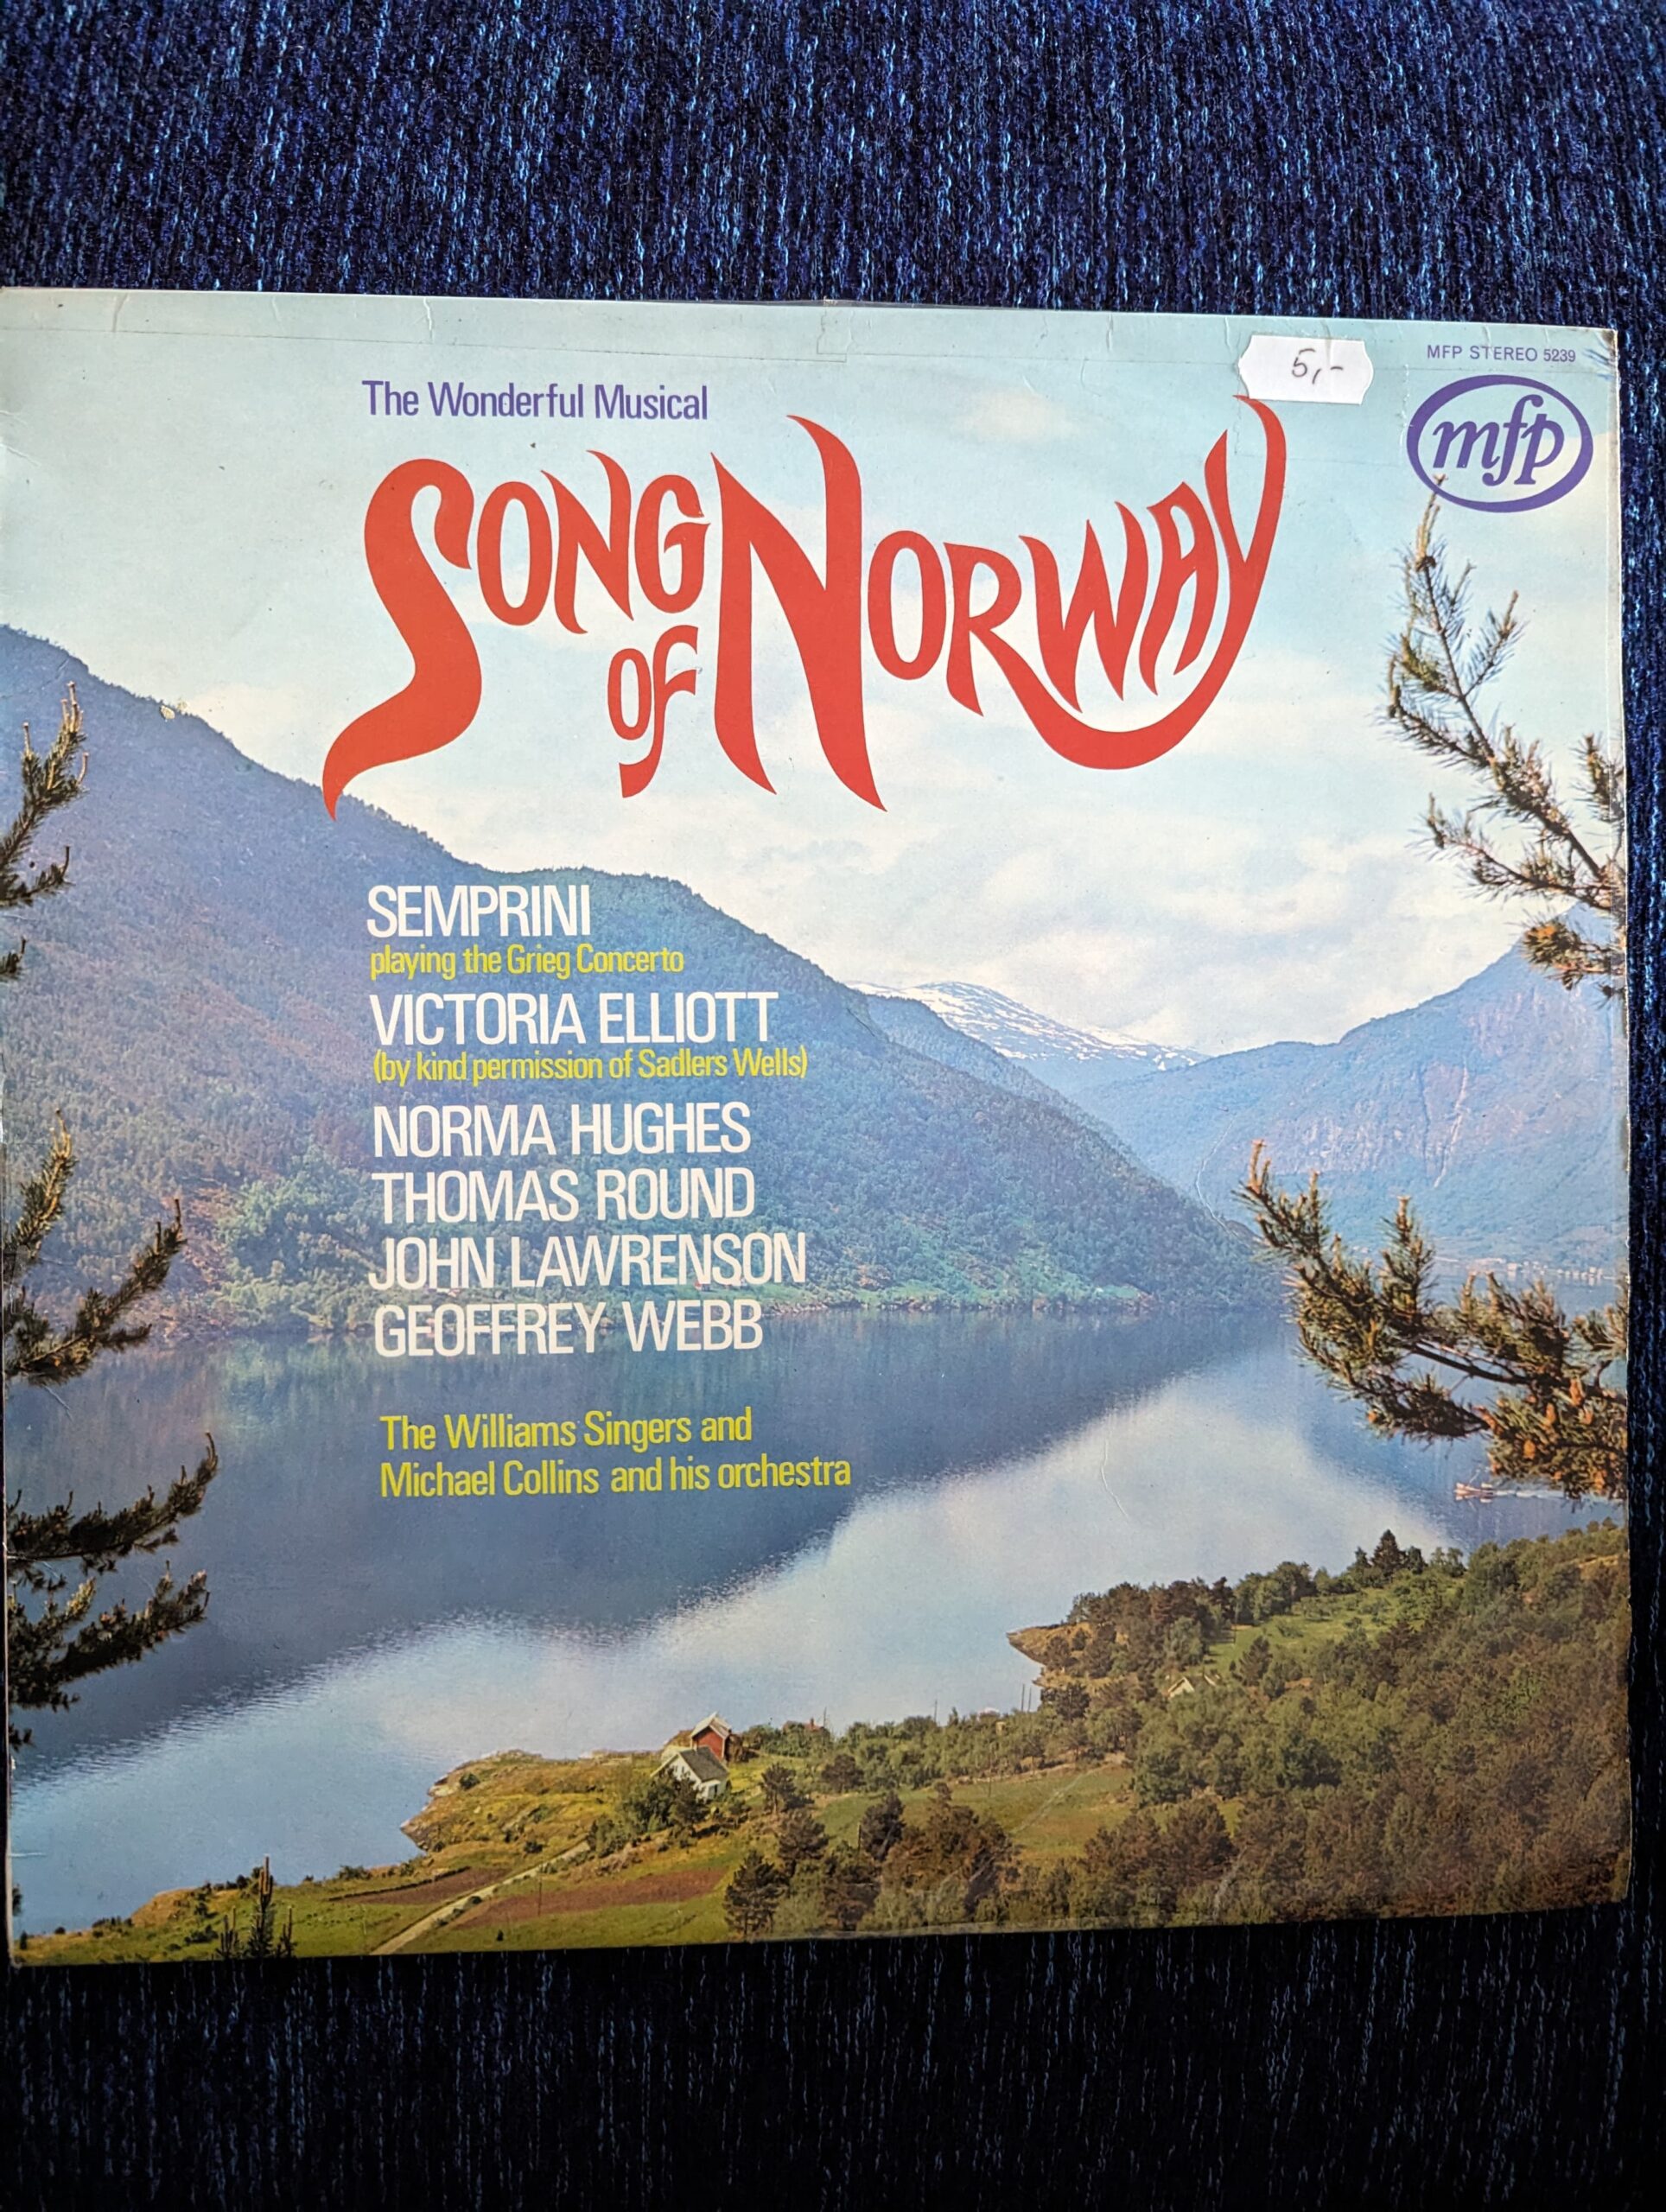 5,-
MFP STEREO 5239
mfp
The Wonderful Musical
SONG
OF NORWAY
SEMPRINI
playing the Grieg Concerto
VICTORIA ELLIOTT
(by kind permission of Sadlers Wells)
NORMA HUGHES
THOMAS ROUND
JOHN LAWRENSON
GEOFFREY WEBB
The Williams Singers and
Michael Collins and his orchestra